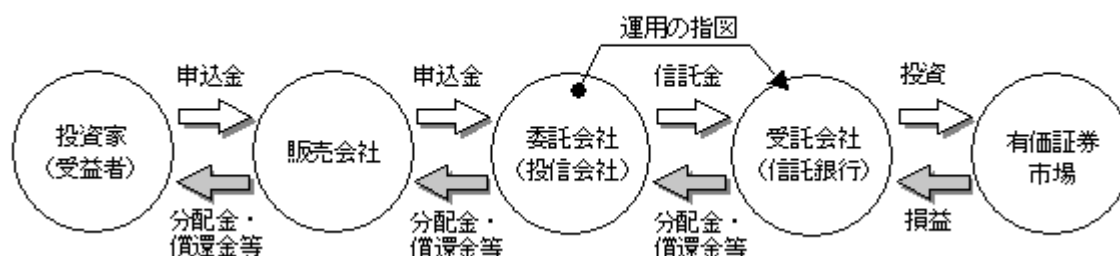 運用の指図
申込金
申込金
信託金
投資
投資家
(受益者)
販売会社
委託会社
(投信会社)
受託会社
(信託銀行)
有価証券
市場
分配金・
償還金等
分配金・
償還金等
分配金・
償還金等
損益